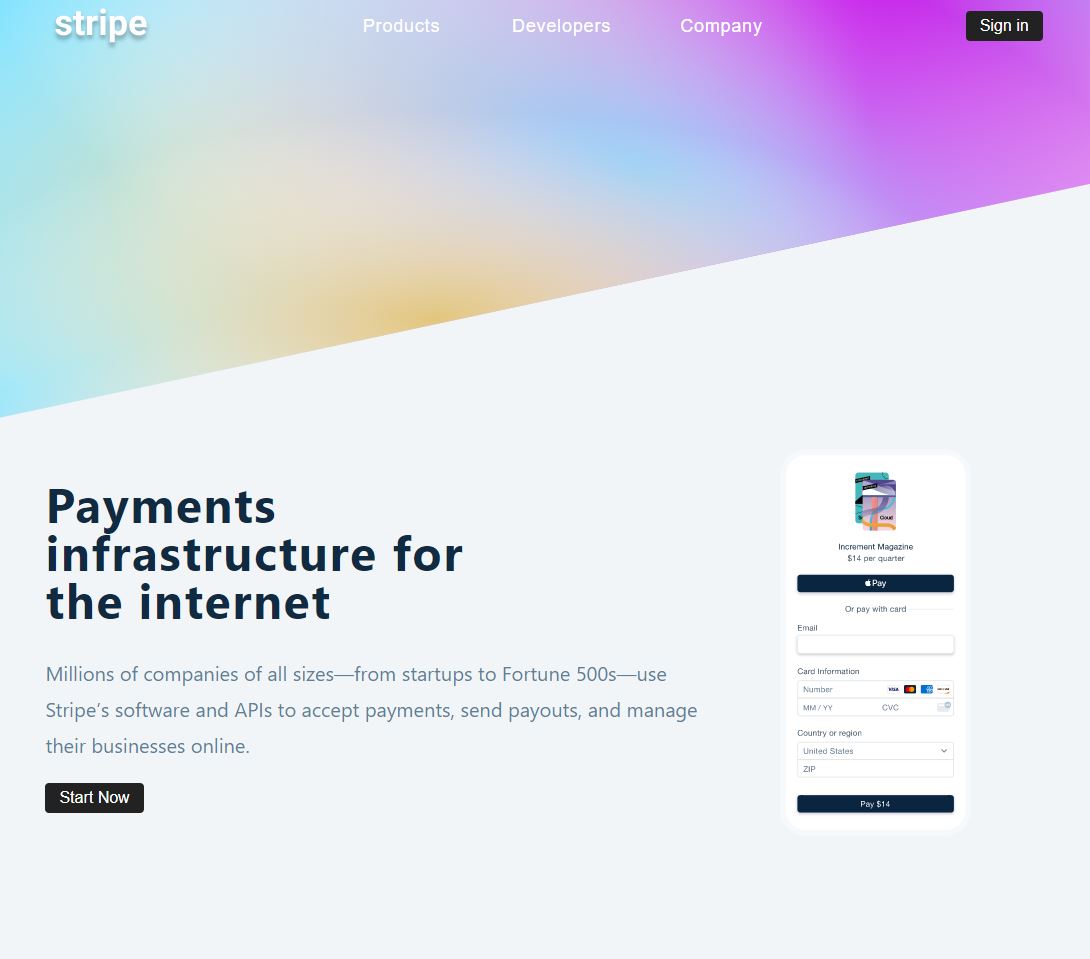 stripe
Products
Developers
Company
Sign in
Payments
infrastructure for
the internet
Millions of companies of all sizes—from startups to Fortune 500s—use
Stripe’s software and APIs to accept payments, send payouts, and manage
their businesses online.
Start Now
Cloud
Increment Magazine
$14 per quarter
Pay
Or pay with card
Email
Card Information
Number
VISA
MM / YY
CVC
Country or region
United States
ZIP
Pay $14